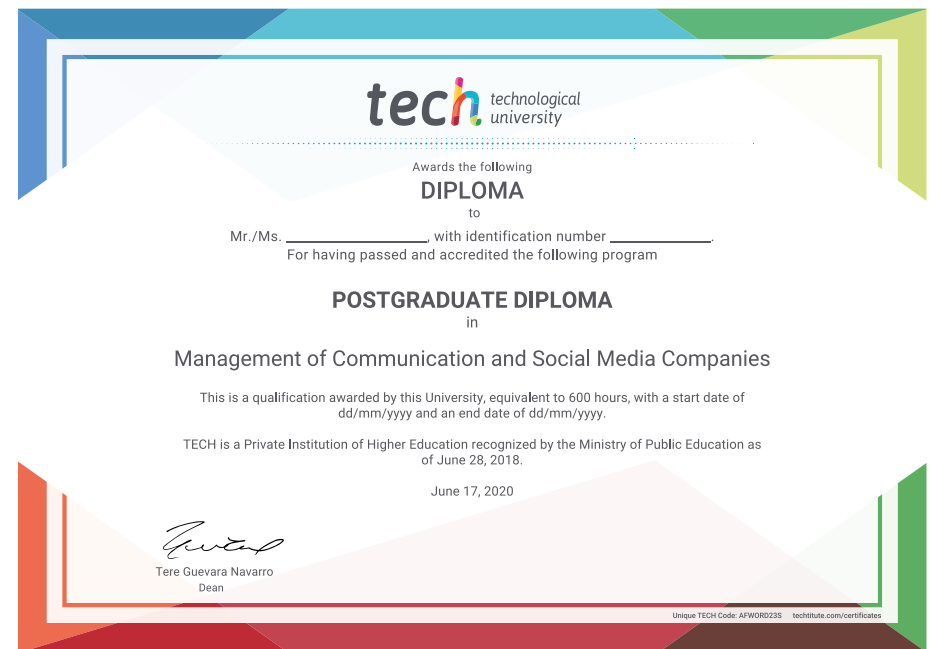 tech technological
university
Awards the following
DIPLOMA
to
Mr./Ms. ____________, with identification number ____________.
For having passed and accredited the following program
POSTGRADUATE DIPLOMA
in
Management of Communication and Social Media Companies
This is a qualification awarded by this University, equivalent to 600 hours, with a start date of
dd/mm/yyyy and an end date of dd/mm/yyyy.
TECH is a Private Institution of Higher Education recognized by the Ministry of Public Education as
of June 28, 2018.
June 17, 2020
Tere Guevara Navarro
Dean
Unique TECH Code: AFWORD23S techtitute.com/certificates